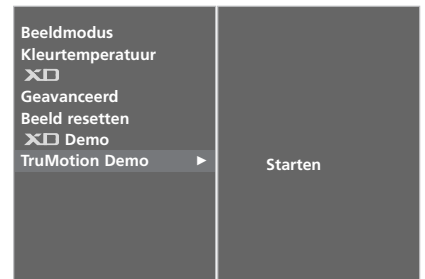 Beeldmodus
Kleurtemperatuur
XD
Geavanceerd
Beeld resetten
XD Demo
TruMotion Demo ►
Starten